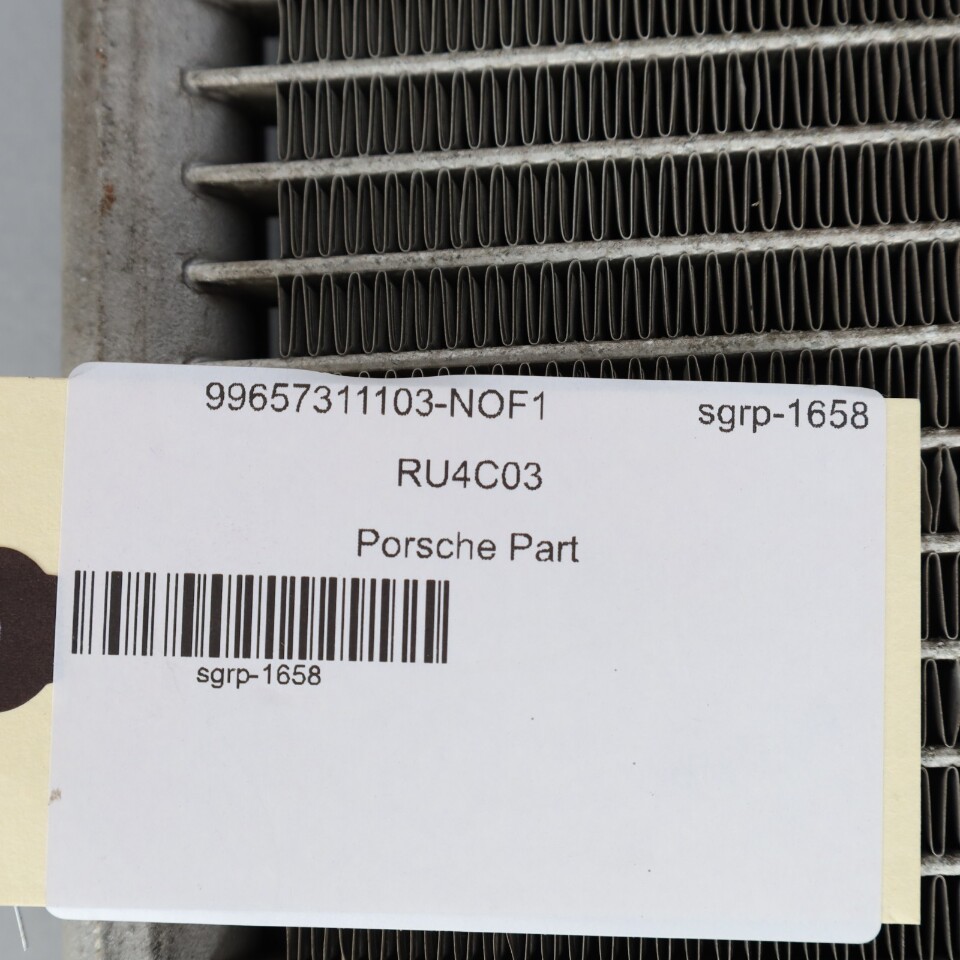 99657311103-NOF1 sgrp-1658
RU4C03
Porsche Part
sgrp-1658